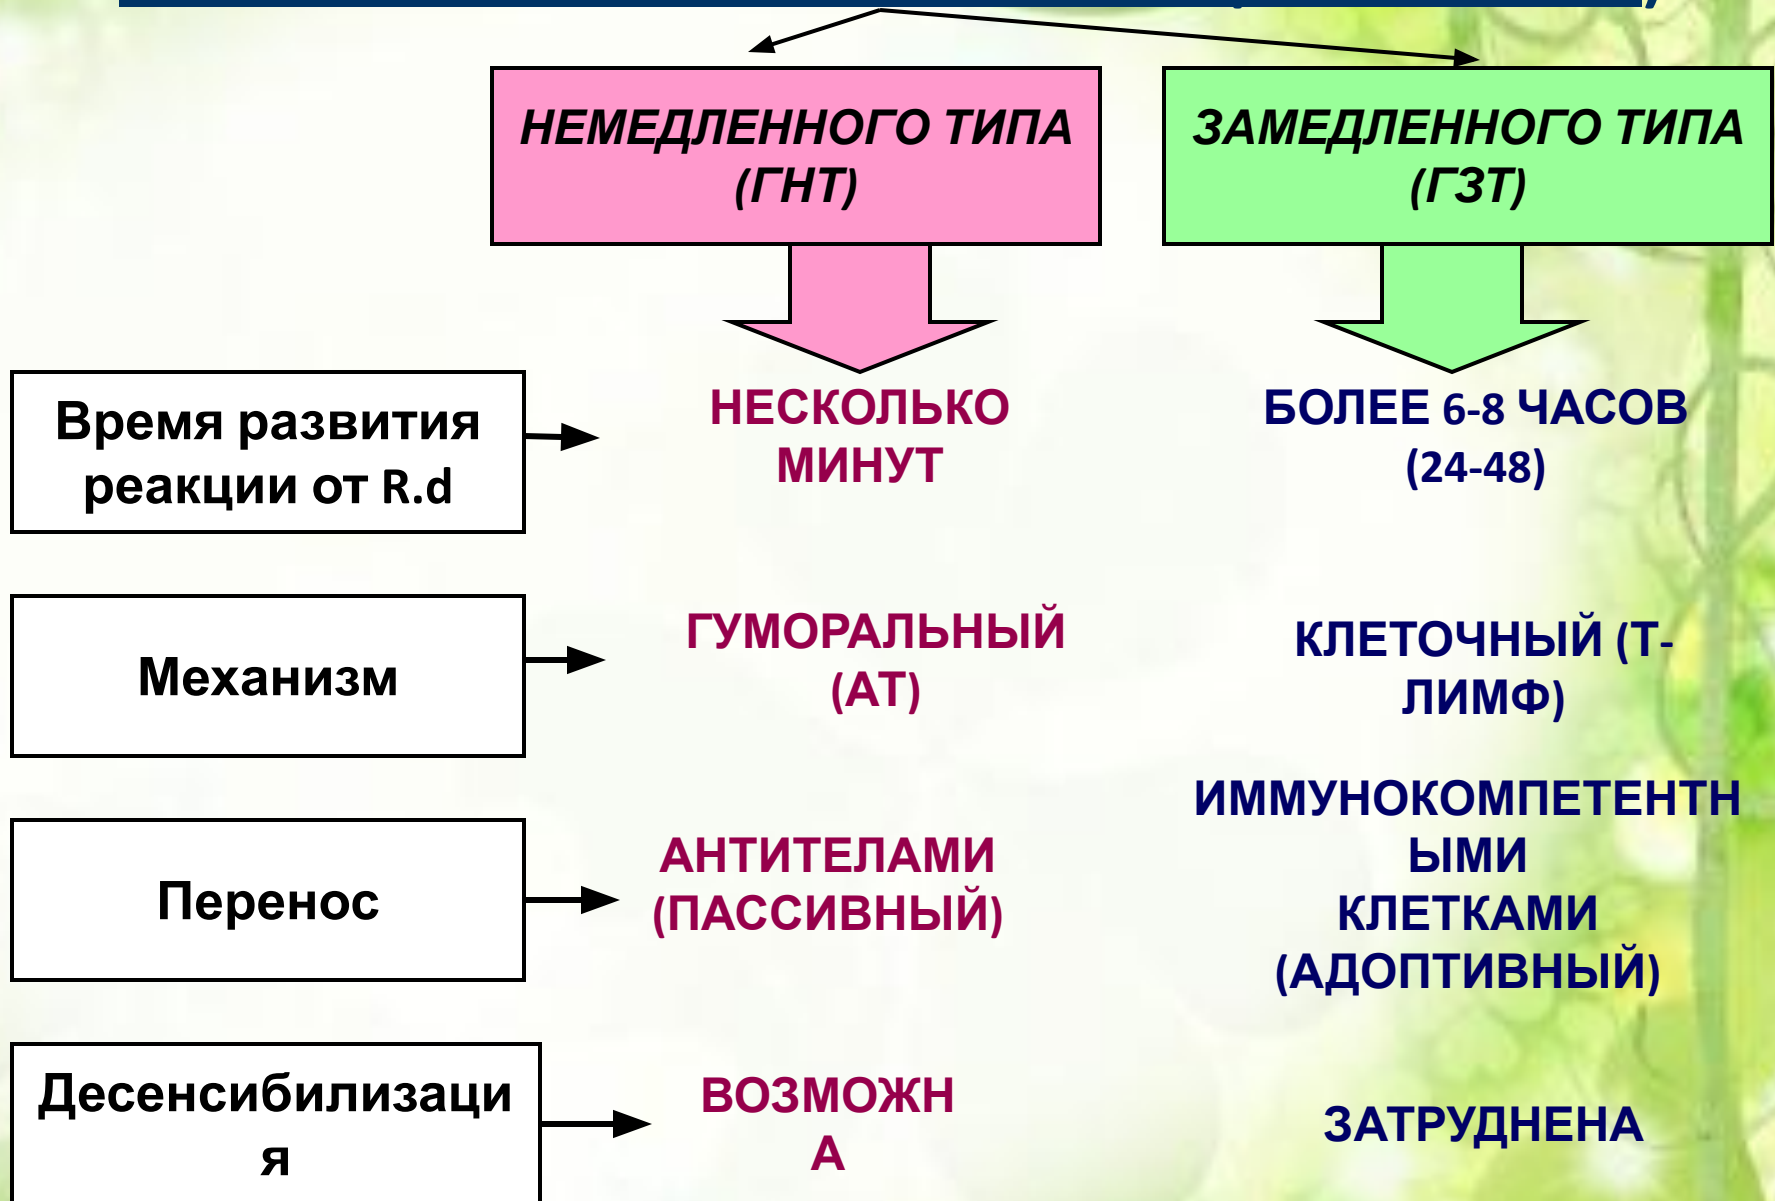 НЕМЕДЛЕННОГО ТИПА
(ГНТ)
ЗАМЕДЛЕННОГО ТИПА
(ГЗТ)
Время развития
реакции от R.d
НЕСКОЛЬКО
МИНУТ
БОЛЕЕ 6-8 ЧАСОВ
(24-48)
Механизм
ГУМОРАЛЬНЫЙ
(АТ)
КЛЕТОЧНЫЙ (Т-
ЛИМФ)
Перенос
АНТИТЕЛАМИ
(ПАССИВНЫЙ)
ИММУНОКОМПЕТЕНТН
ЫМИ
КЛЕТКАМИ
(АДОПТИВНЫЙ)
Десенсибилизаци
я
ВОЗМОЖН
А
ЗАТРУДНЕНА